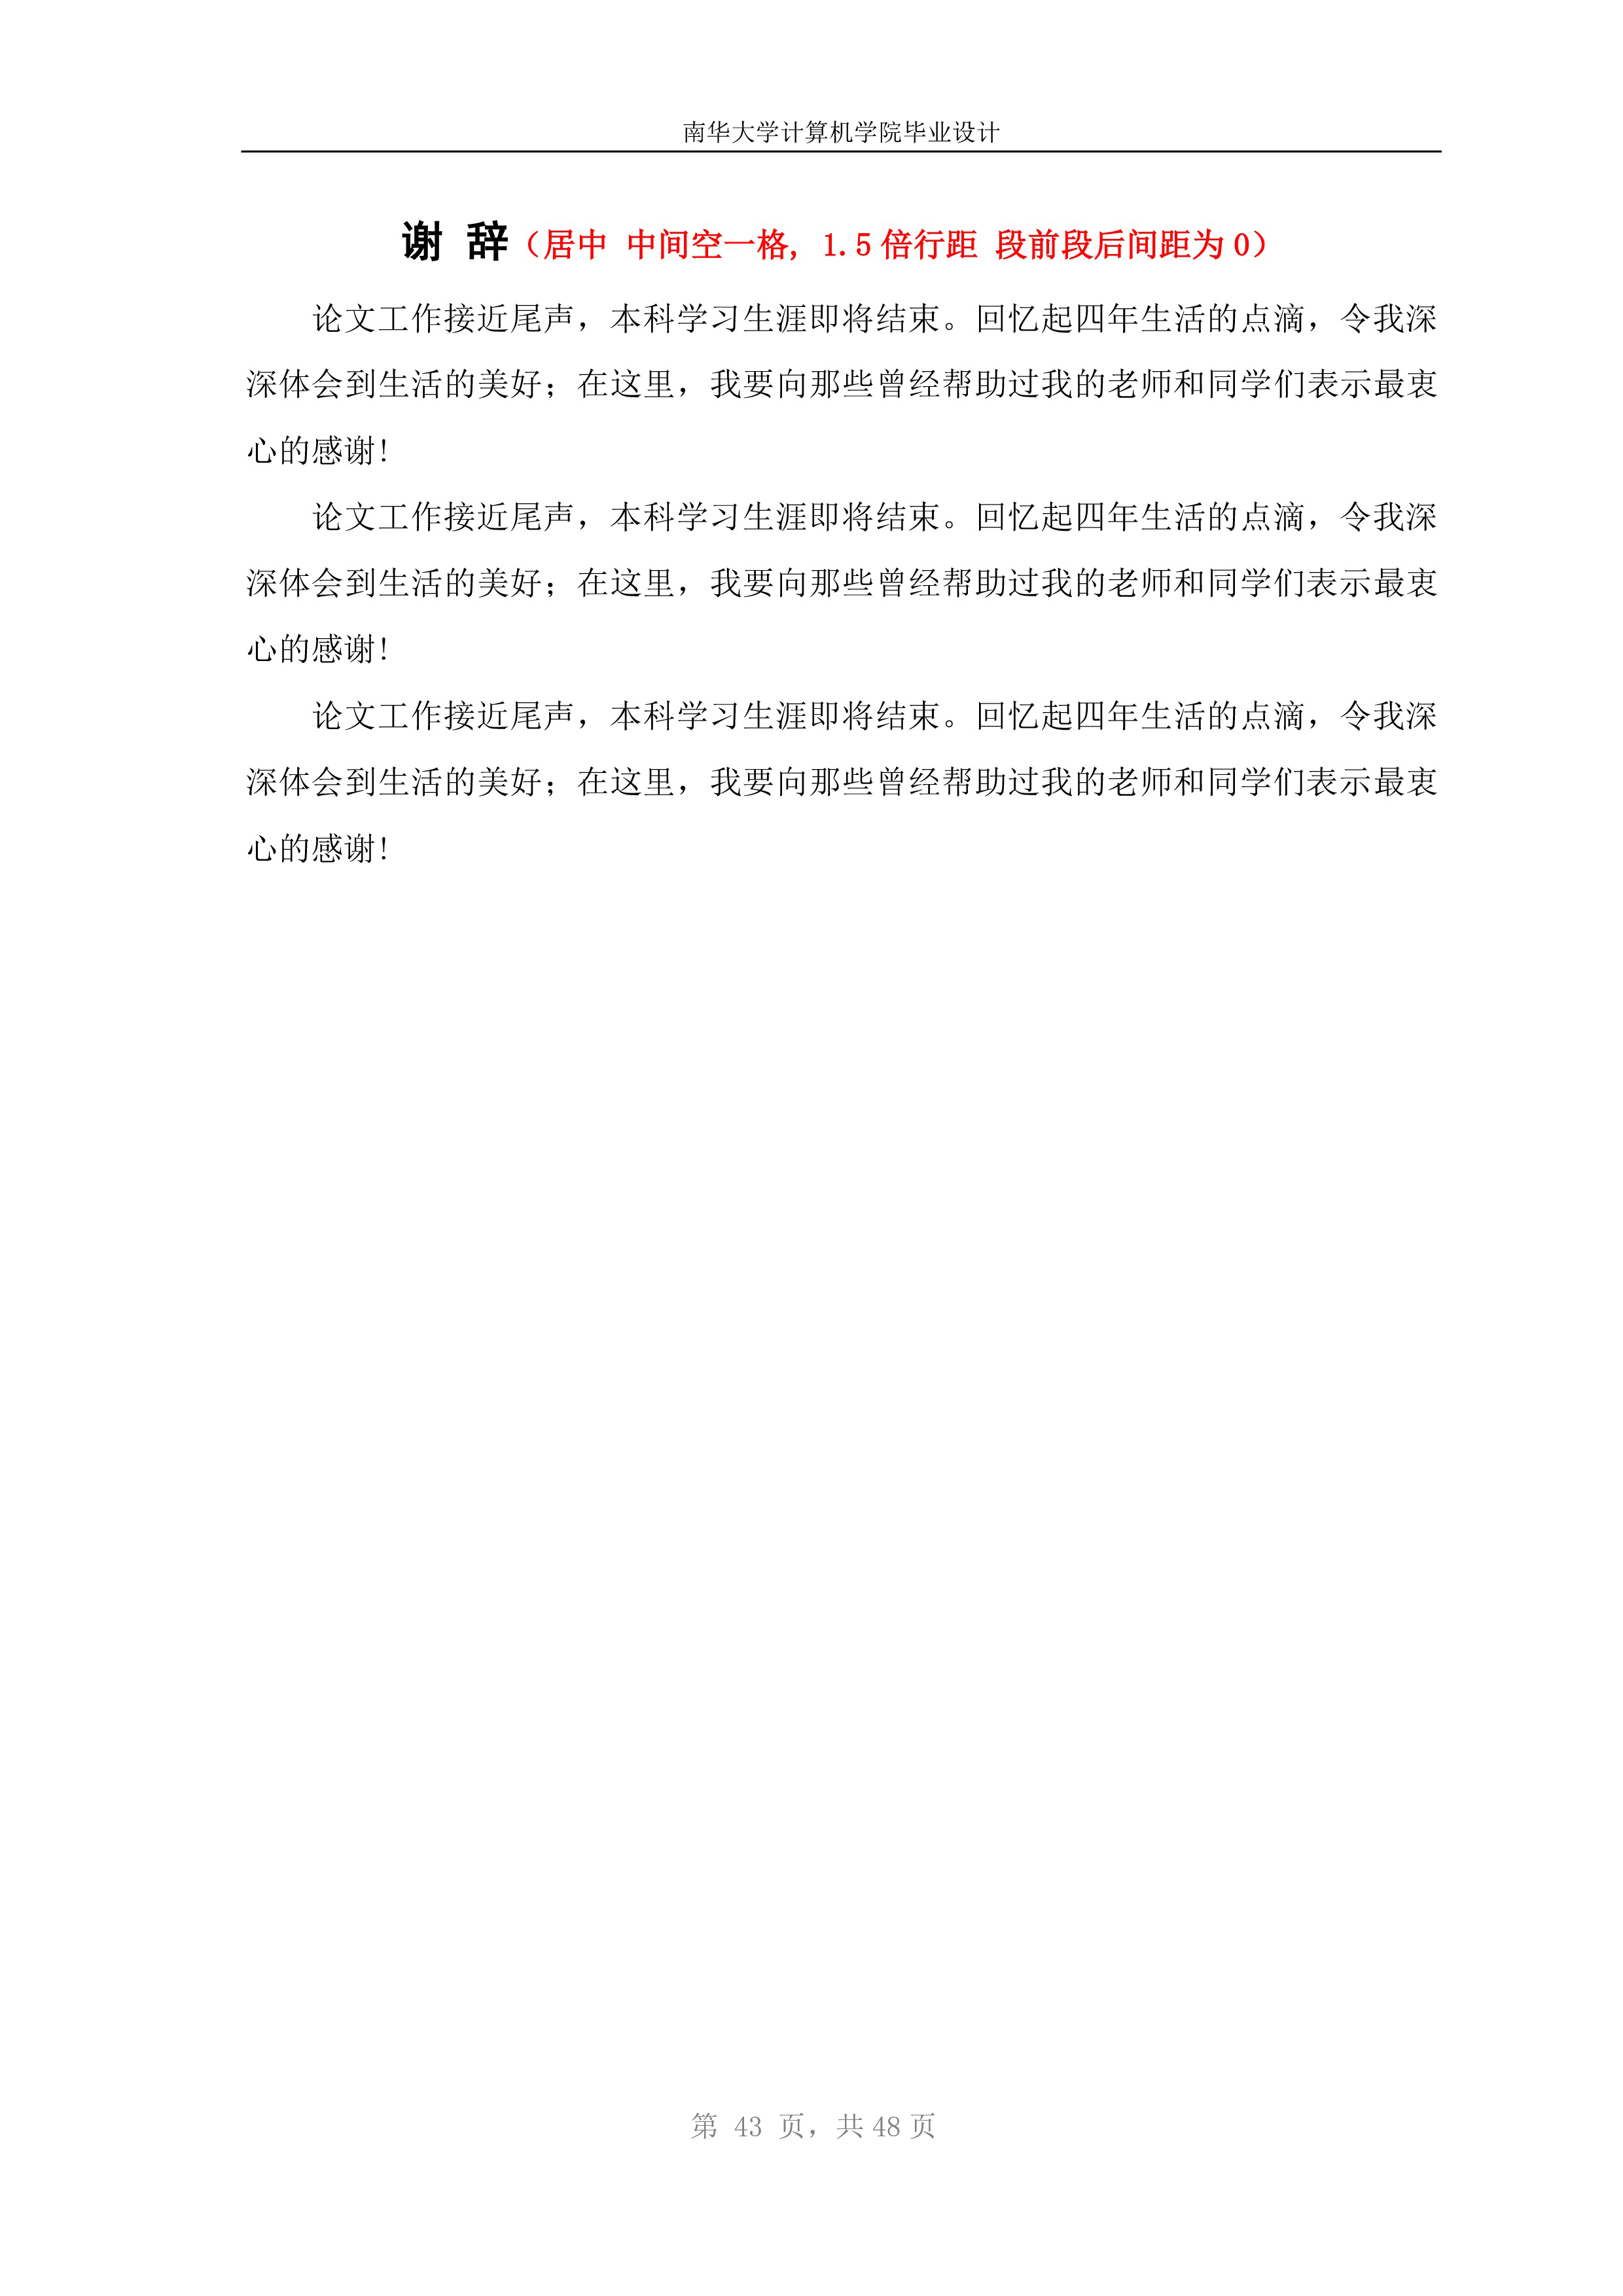 南华大学计算机学院毕业设计
谢 辞（居中 中间空一格，1.5倍行距 段前段后间距为0）
论文工作接近尾声，本科学习生涯即将结束。回忆起四年生活的点滴，令我深
深体会到生活的美好；在这里，我要向那些曾经帮助过我的老师和同学们表示最衷
心的感谢！
论文工作接近尾声，本科学习生涯即将结束。回忆起四年生活的点滴，令我深
深体会到生活的美好；在这里，我要向那些曾经帮助过我的老师和同学们表示最衷
心的感谢！
论文工作接近尾声，本科学习生涯即将结束。回忆起四年生活的点滴，令我深
深体会到生活的美好；在这里，我要向那些曾经帮助过我的老师和同学们表示最衷
心的感谢！
第 43 页，共48页